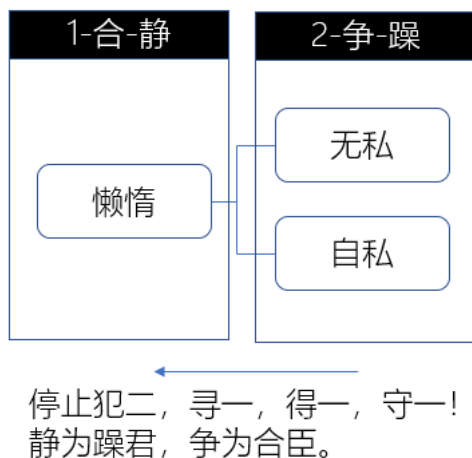 1-合-静
2-争-躁
懒惰
无私
自私
停止犯二，寻一，得一，守一！
静为躁君，争为合臣。